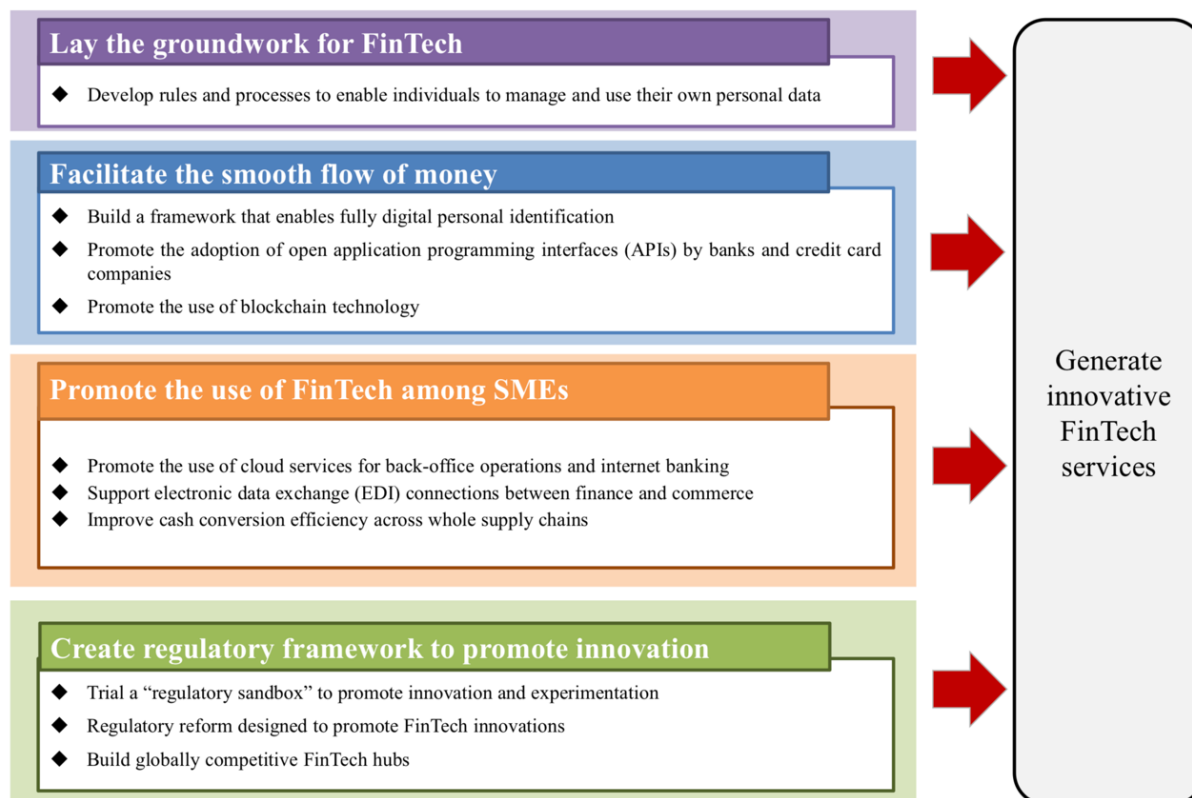 Lay the groundwork for FinTech
◆ Develop rules and processes to enable individuals to manage and use their own personal data
Facilitate the smooth flow of money
◆ Build a framework that enables fully digital personal identification
◆ Promote the adoption of open application programming interfaces (APIs) by banks and credit card
companies
◆ Promote the use of blockchain technology
Promote the use of FinTech among SMEs
◆ Promote the use of cloud services for back-office operations and internet banking
◆ Support electronic data exchange (EDI) connections between finance and commerce
◆ Improve cash conversion efficiency across whole supply chains
Create regulatory framework to promote innovation
◆ Trial a “regulatory sandbox” to promote innovation and experimentation
◆ Regulatory reform designed to promote FinTech innovations
◆ Build globally competitive FinTech hubs
Generate
innovative
FinTech
services